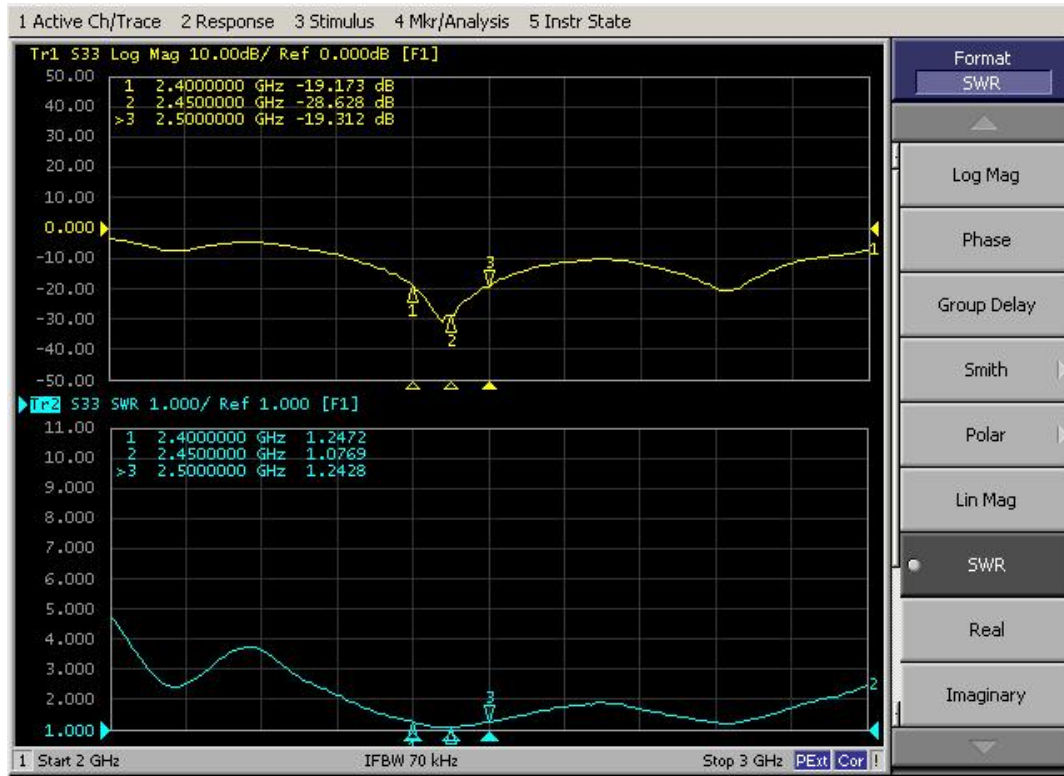 1 Active Ch/Trace 2 Response 3 Stimulus 4 Mkr/Analysis 5 Instr State
Tr1 S33 Log Mag 10.00dB/ Ref 0.000dB [F1]
50.00
1 2.4000000 GHz -19.173 dB
2 2.4500000 GHz -28.628 dB
>3 2.5000000 GHz -19.312 dB
40.00
30.00
20.00
10.00
0.000
-10.00
-20.00
-30.00
-40.00
-50.00
1
2
3
1
Tr2 S33 SWR 1.000/ Ref 1.000 [F1]
11.00
1 2.4000000 GHz 1.2472
2 2.4500000 GHz 1.0769
>3 2.5000000 GHz 1.2428
10.00
9.000
8.000
7.000
6.000
5.000
4.000
3.000
2.000
1.000
3
2
1 Start 2 GHz IFBW 70 kHz Stop 3 GHz PExt Cor !
Format
SWR
Log Mag
Phase
Group Delay
Smith
Polar
Lin Mag
SWR
Real
Imaginary